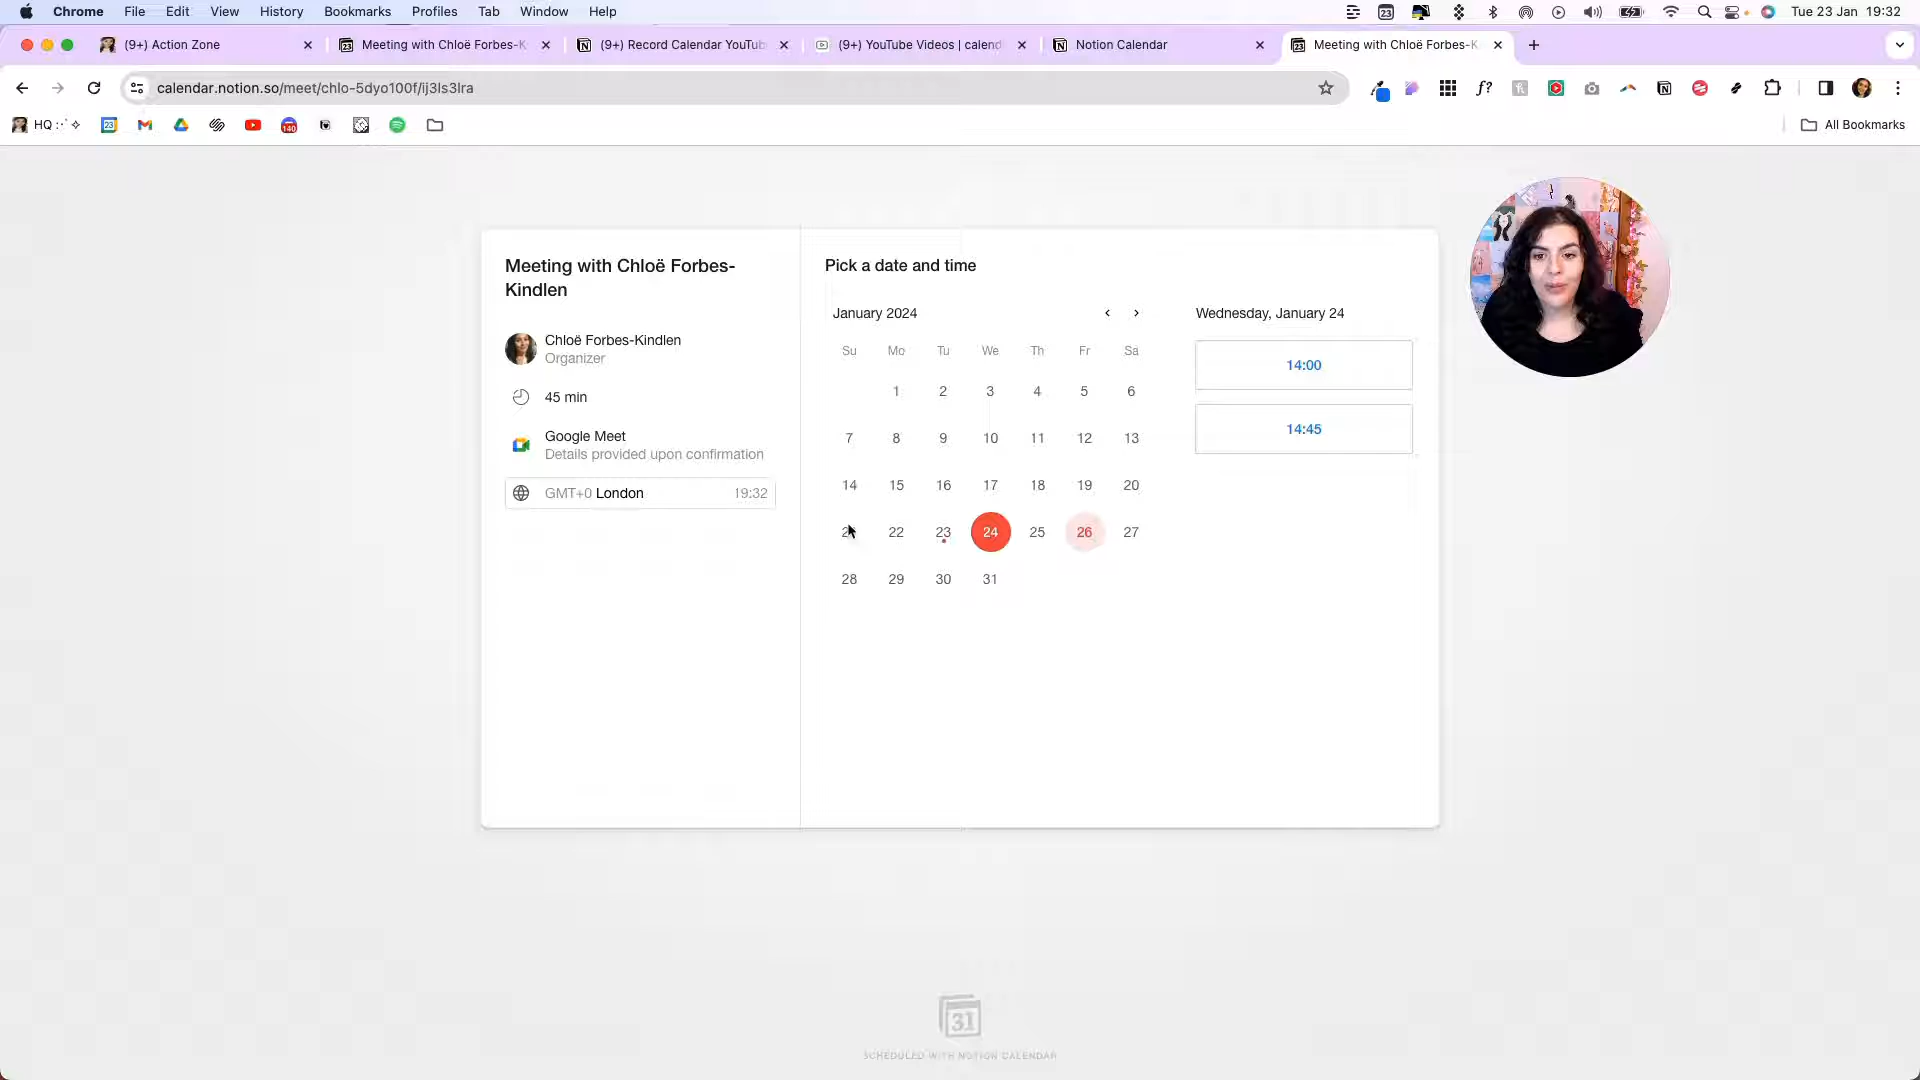 Chrome File Edit View History Bookmarks Profiles Tab Window Help
23
Tue 23 Jan 19:32
(9+) Action Zone
Meeting with Chloë Forbes-K
(9+) Record Calendar YouTub
(9+) YouTube Videos | calend
Notion Calendar
Meeting with Chloë Forbes-K
calendar.notion.so/meet/chlo-5dyo100f/ij3ls3lra
f?
HQ
23
140
All Bookmarks
Meeting with Chloë Forbes-
Kindlen
Chloë Forbes-Kindlen
Organizer
45 min
Google Meet
Details provided upon confirmation
GMT+0 London 19:32
Pick a date and time
January 2024
Su Mo Tu We Th Fr Sa
1 2 3 4 5 6
7 8 9 10 11 12 13
14 15 16 17 18 19 20
22 23 24 25 26 27
28 29 30 31
Wednesday, January 24
14:00
14:45
31
SCHEDULED WITH NOTION CALENDAR